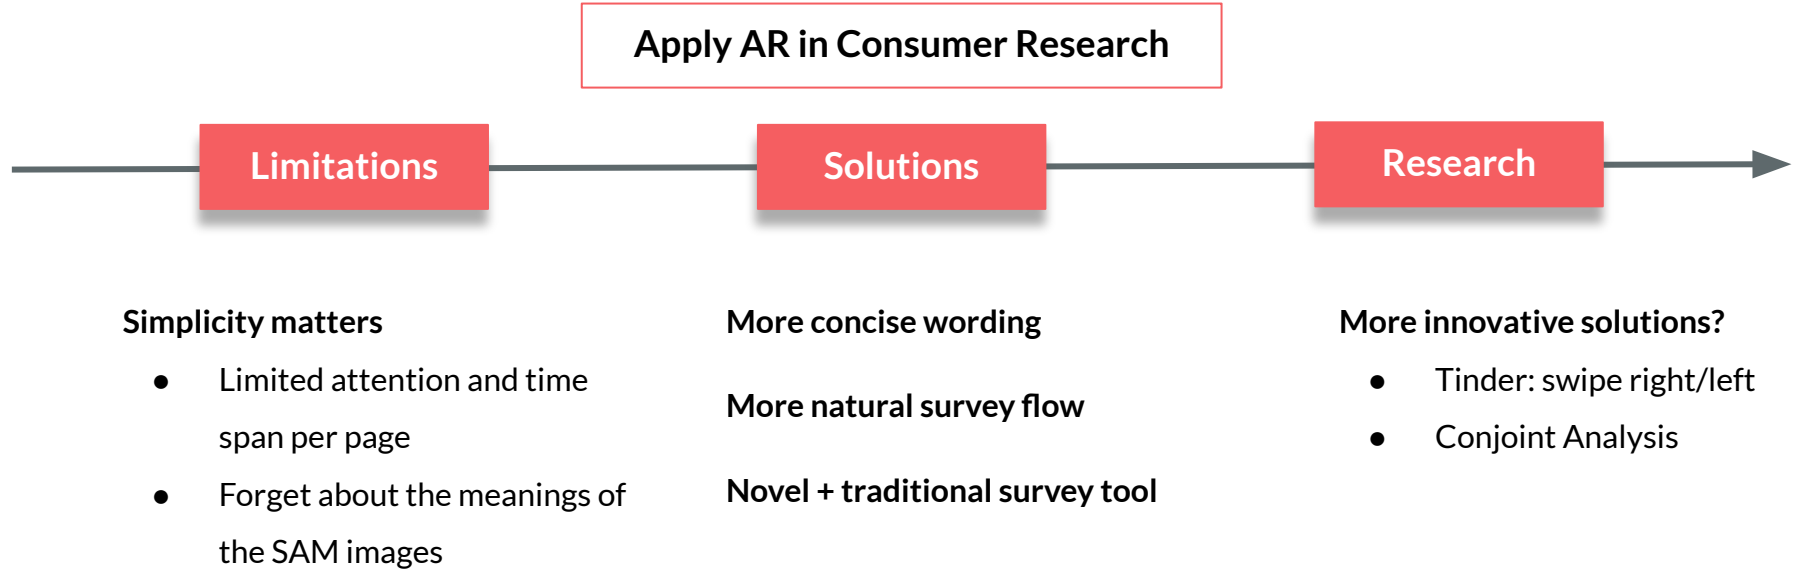 Apply AR in Consumer Research
Limitations
Solutions
Research
Simplicity matters
● Limited attention and time
span per page
● Forget about the meanings of
the SAM images
More concise wording
More natural survey flow
Novel + traditional survey tool
More innovative solutions?
● Tinder: swipe right/left
● Conjoint Analysis